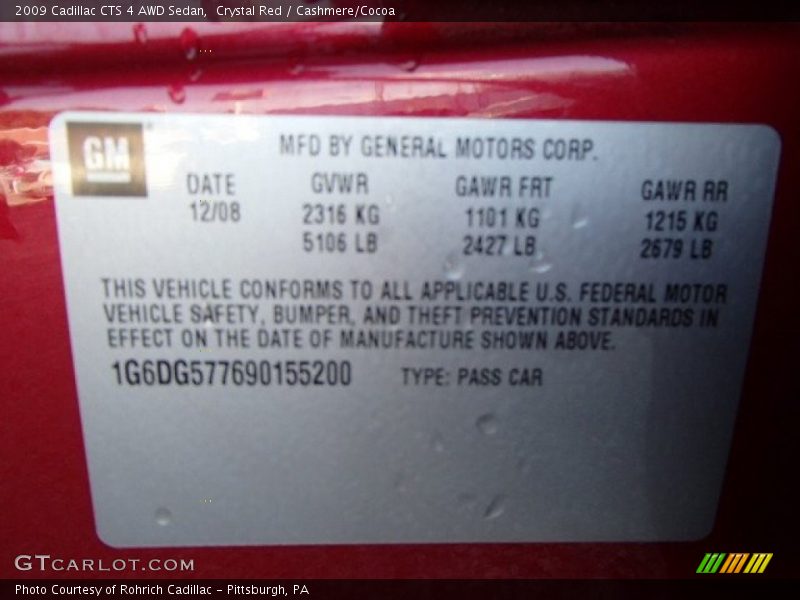 2009 Cadillac CTS 4 AWD Sedan,  Crystal Red / Cashmere/Cocoa
GM
MFD BY GENERAL MOTORS CORP.
DATE GVWR GAWR FRT GAWR RR
12/08 2316 KG 1101 KG 1215 KG
5106 LB 2427 LB 2679 LB
THIS VEHICLE CONFORMS TO ALL APPLICABLE U.S. FEDERAL MOTOR
VEHICLE SAFETY, BUMPER, AND THEFT PREVENTION STANDARDS IN
EFFECT ON THE DATE OF MANUFACTURE SHOWN ABOVE.
1G6DG577690155200 TYPE: PASS CAR
GTCARLOT.COM
Photo Courtesy of Rohrich Cadillac - Pittsburgh, PA